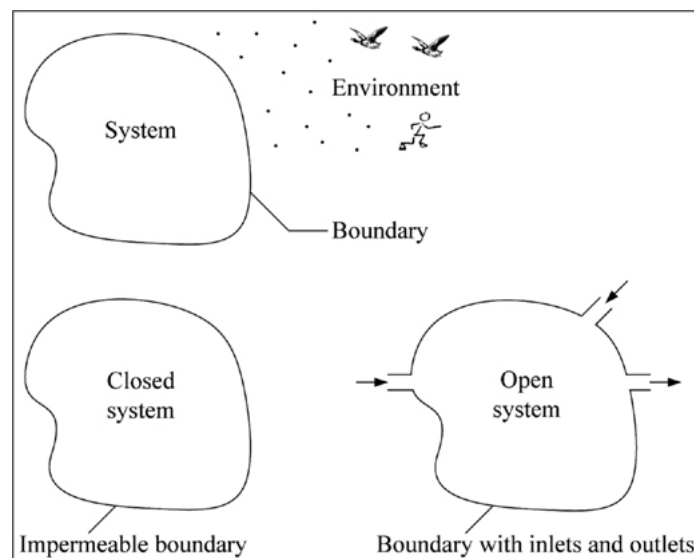 Environment
System
Boundary
Closed
system
Open
system
Impermeable boundary
Boundary with inlets and outlets